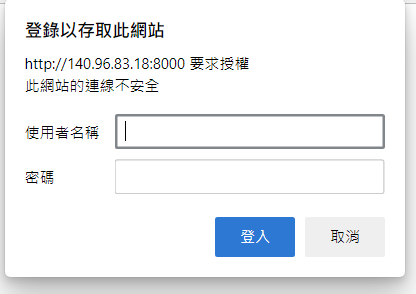 登錄以存取此網站
http://140.96.83.18:8000 要求授權
此網站的連線不安全
使用者名稱
密碼
登入 取消